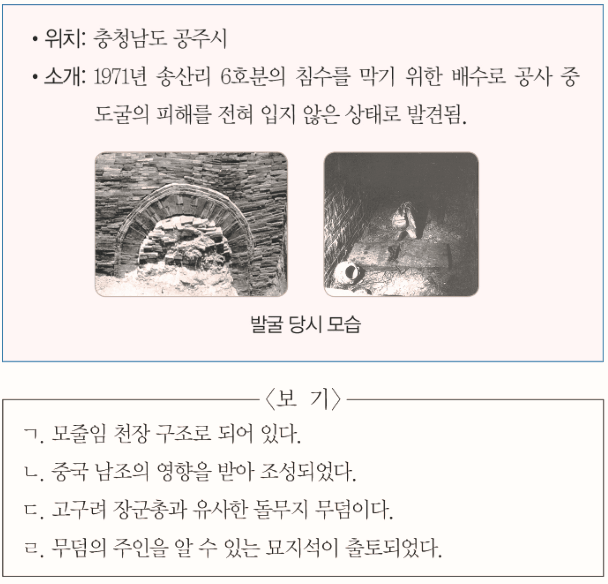 • 위치: 충청남도 공주시
• 소개: 1971년 송산리 6호분의 침수를 막기 위한 배수로 공사 중
도굴의 피해를 전혀 입지 않은 상태로 발견됨.
발굴 당시 모습
〈보 기〉
ㄱ. 모줄임 천장 구조로 되어 있다.
ㄴ. 중국 남조의 영향을 받아 조성되었다.
ㄷ. 고구려 장군총과 유사한 돌무지 무덤이다.
ㄹ. 무덤의 주인을 알 수 있는 묘지석이 출토되었다.